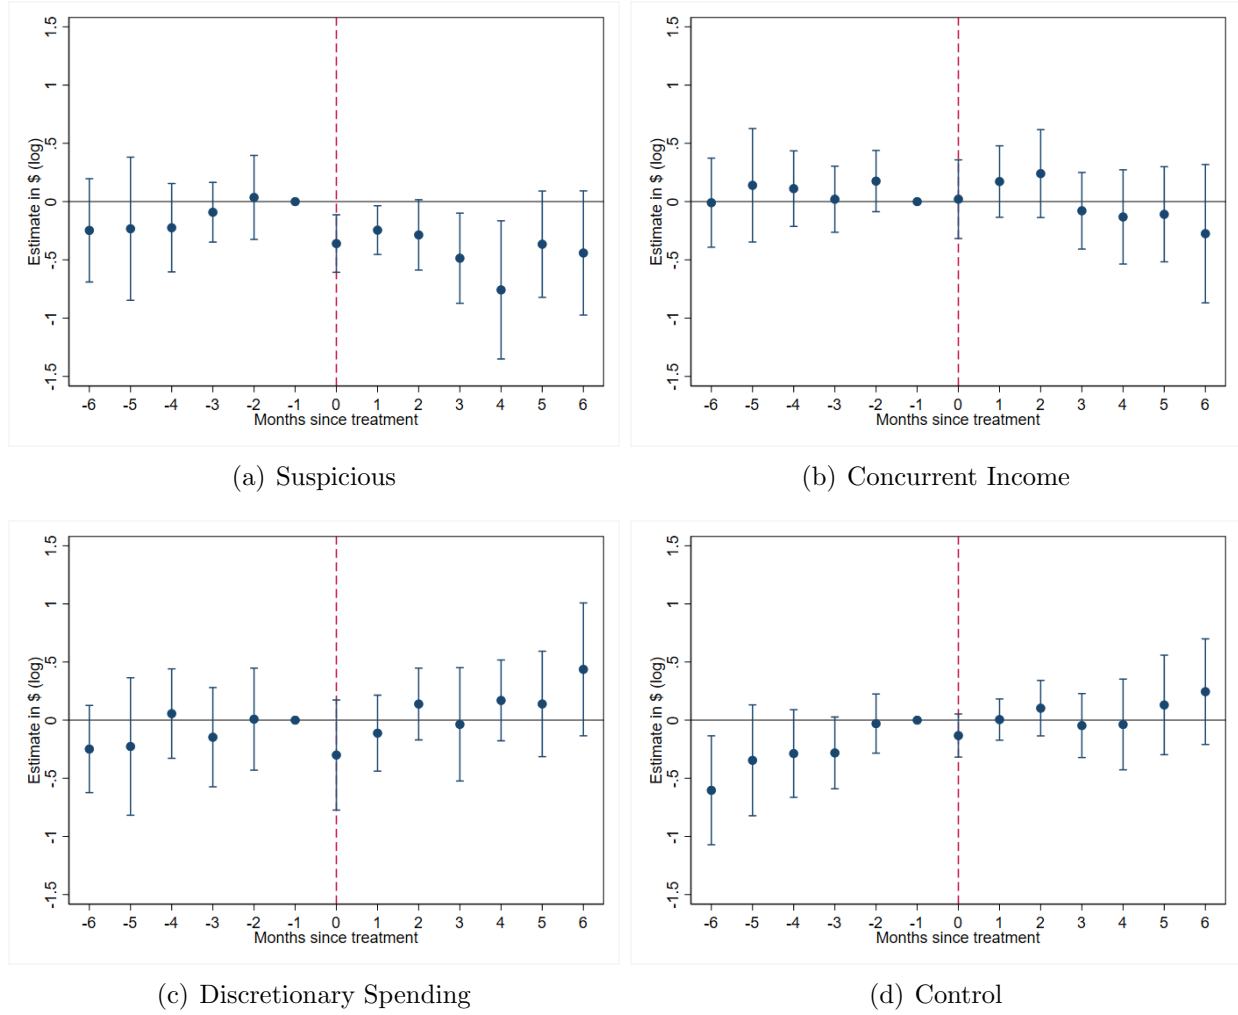 Estimate in $ (log)
1.5
1
.5
0
-.5
-1
-1.5
-6 -5 -4 -3 -2 -1 0 1 2 3 4 5 6
Months since treatment
(a) Suspicious
Estimate in $ (log)
1.5
1
.5
0
-.5
-1
-1.5
-6 -5 -4 -3 -2 -1 0 1 2 3 4 5 6
Months since treatment
(b) Concurrent Income
Estimate in $ (log)
1.5
1
.5
0
-.5
-1
-1.5
-6 -5 -4 -3 -2 -1 0 1 2 3 4 5 6
Months since treatment
(c) Discretionary Spending
Estimate in $ (log)
1.5
1
.5
0
-.5
-1
-1.5
-6 -5 -4 -3 -2 -1 0 1 2 3 4 5 6
Months since treatment
(d) Control